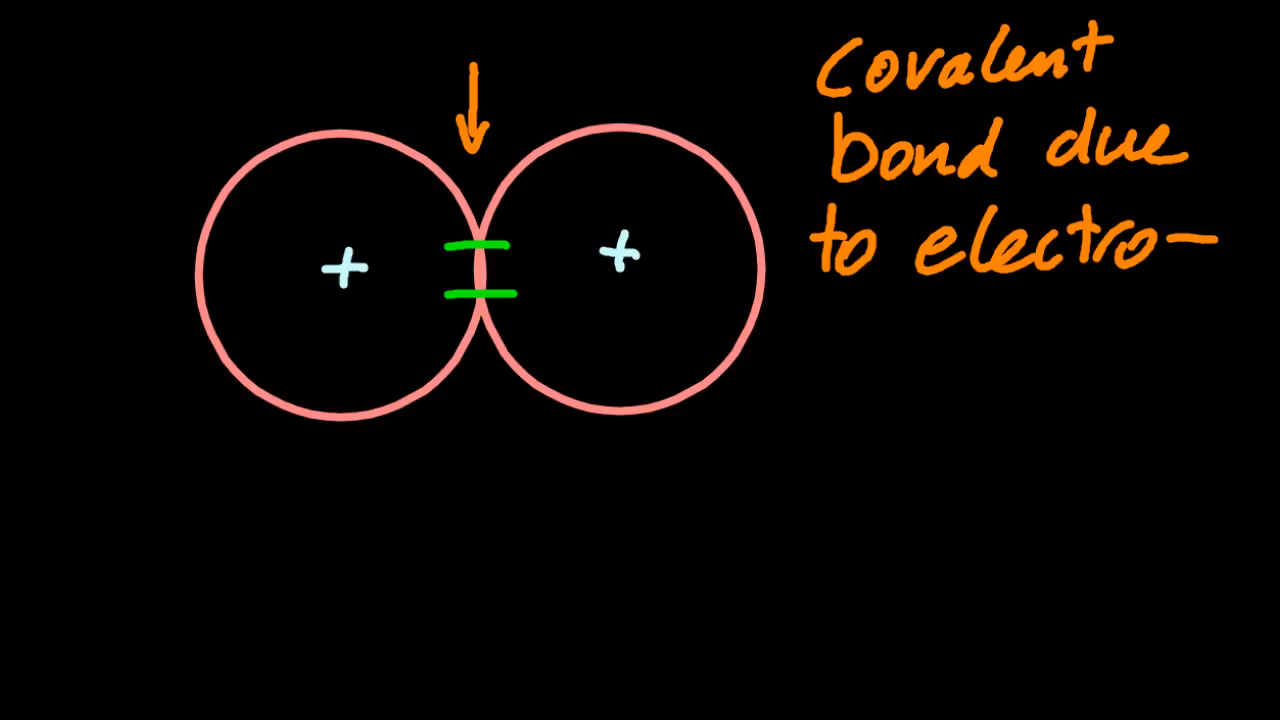 Covalent
bond due
to electro-
+ +